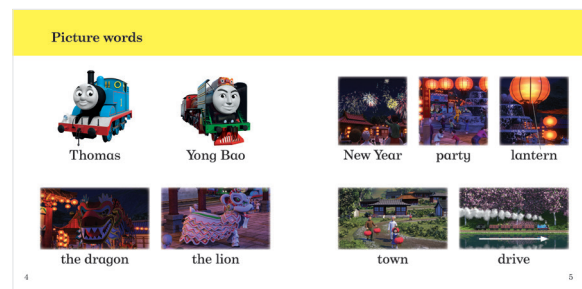 Picture words
Thomas
Yong Bao
the dragon
the lion
4
New Year
party
lantern
town
drive
5